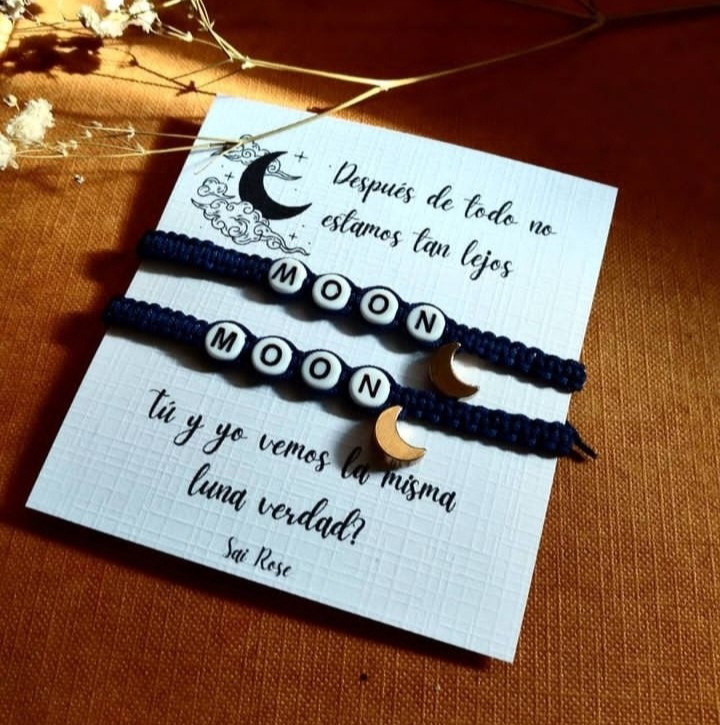 Después de todo no
estamos tan lejos
MOON
MOON
tú y yo vemos la misma
luna verdad?
Sai Rose